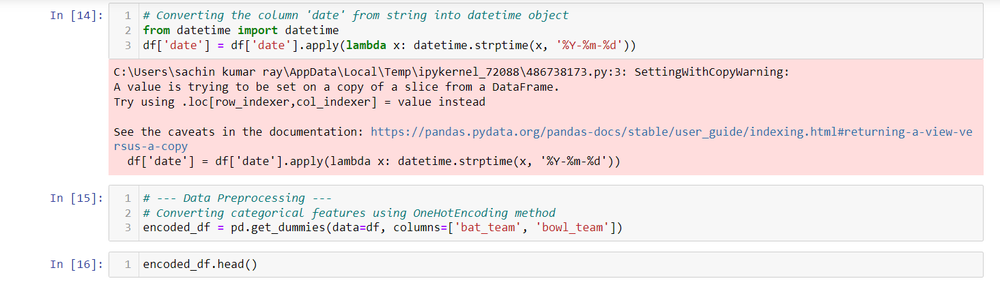 In [14]:
1 # Converting the column 'date' from string into datetime object
2 from datetime import datetime
3 df['date'] = df['date'].apply(lambda x: datetime.strptime(x, '%Y-%m-%d'))
C:\Users\sachin kumar ray\AppData\Local\Temp\ipykernel_72088\486738173.py:3: SettingWithCopyWarning:
A value is trying to be set on a copy of a slice from a DataFrame.
Try using .loc[row_indexer,col_indexer] = value instead
See the caveats in the documentation: https://pandas.pydata.org/pandas-docs/stable/user_guide/indexing.html#returning-a-view-ve
rsus-a-copy
df['date'] = df['date'].apply(lambda x: datetime.strptime(x, '%Y-%m-%d'))
In [15]:
1 # --- Data Preprocessing ---
2 # Converting categorical features using OneHotEncoding method
3 encoded_df = pd.get_dummies(data=df, columns=['bat_team', 'bowl_team'])
In [16]:
1 encoded_df.head()